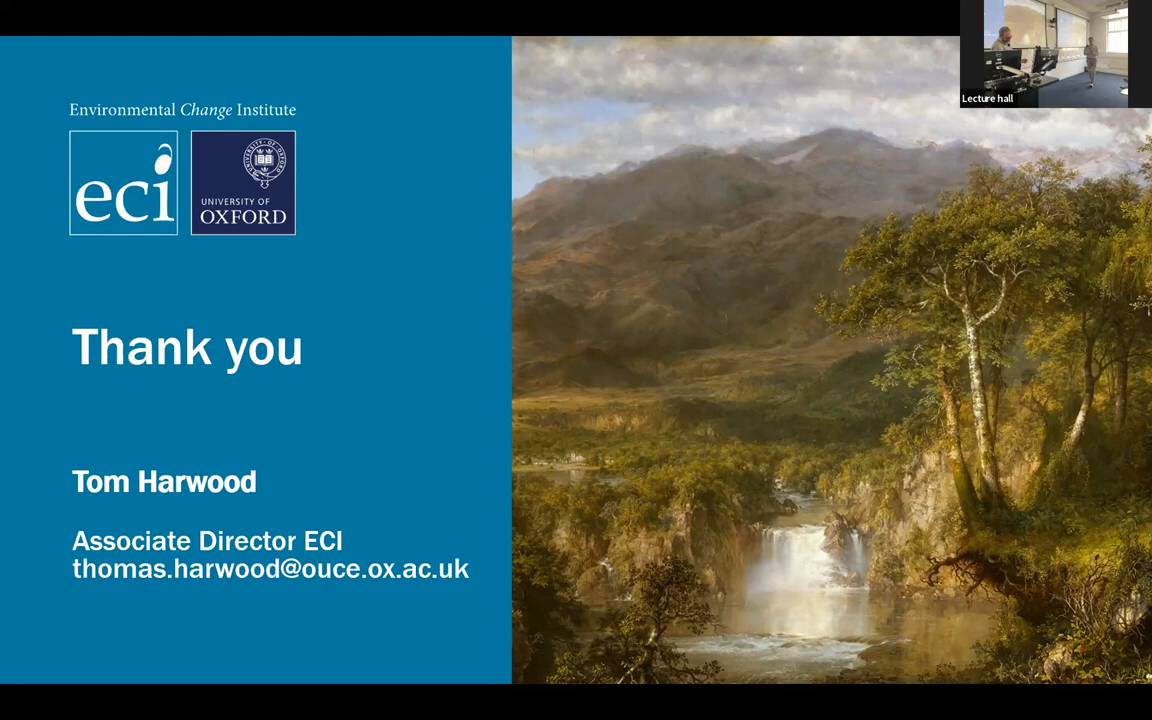 Environmental Change Institute
eci
UNIVERSITY OF
OXFORD
Thank you
Tom Harwood
Associate Director ECI
thomas.harwood@ouce.ox.ac.uk
Lecture hall